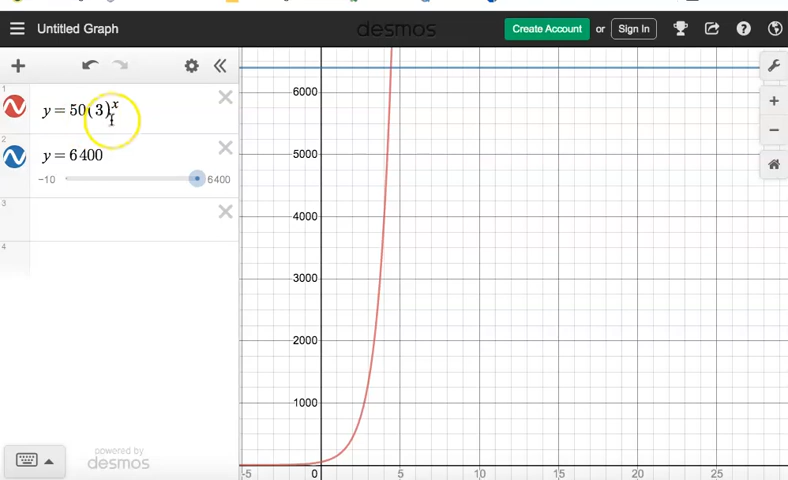 Untitled Graph
desmos
Create Account or Sign In
1
y = 50(3)^x
2
y = 6400
-10
6400
3
4
powered by
desmos
6000
5000
4000
3000
2000
1000
-5 0 5 10 15 20 25